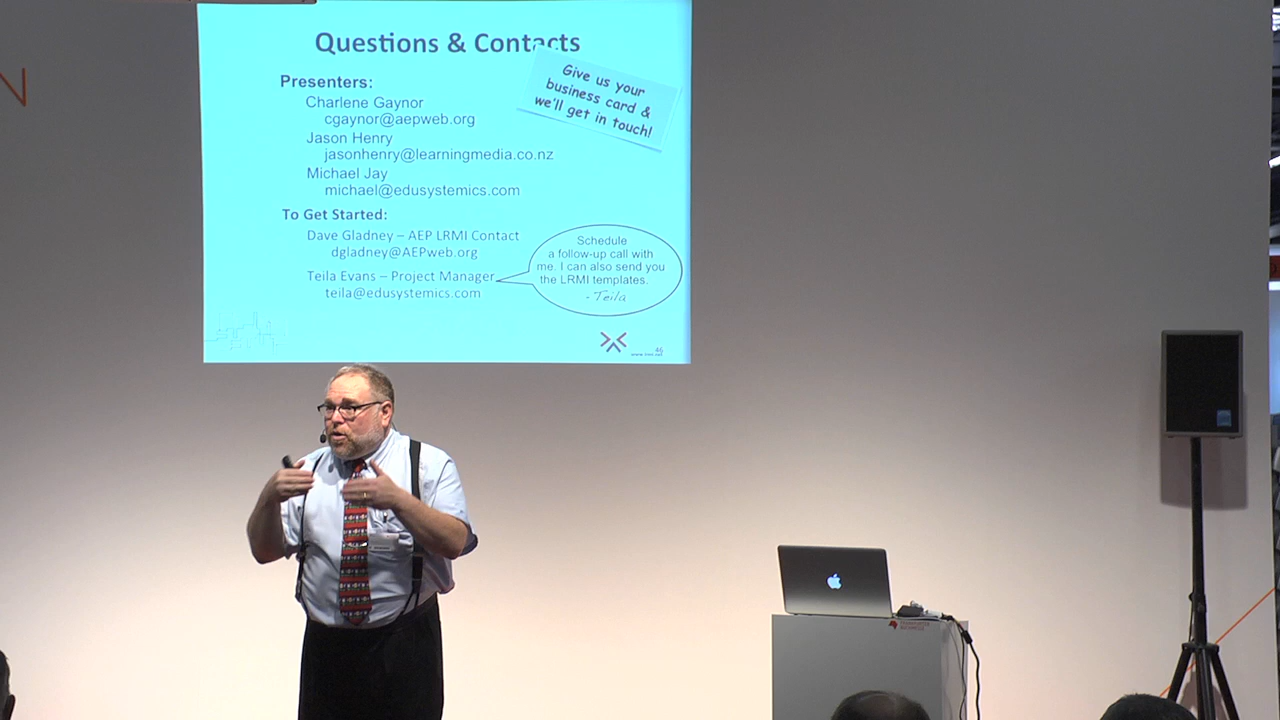 Questions & Contacts
Give us your
business card &
we'll get in touch!
Presenters:
Charlene Gaynor
cgaynor@aepweb.org
Jason Henry
jasonhenry@learningmedia.co.nz
Michael Jay
michael@edusystemics.com
To Get Started:
Dave Gladney – AEP LRMI Contact
dgladney@AEPweb.org
Teila Evans – Project Manager
teila@edusystemics.com
Schedule
a follow-up call with
me. I can also send you
the LRMI templates.
- Teila
46
N